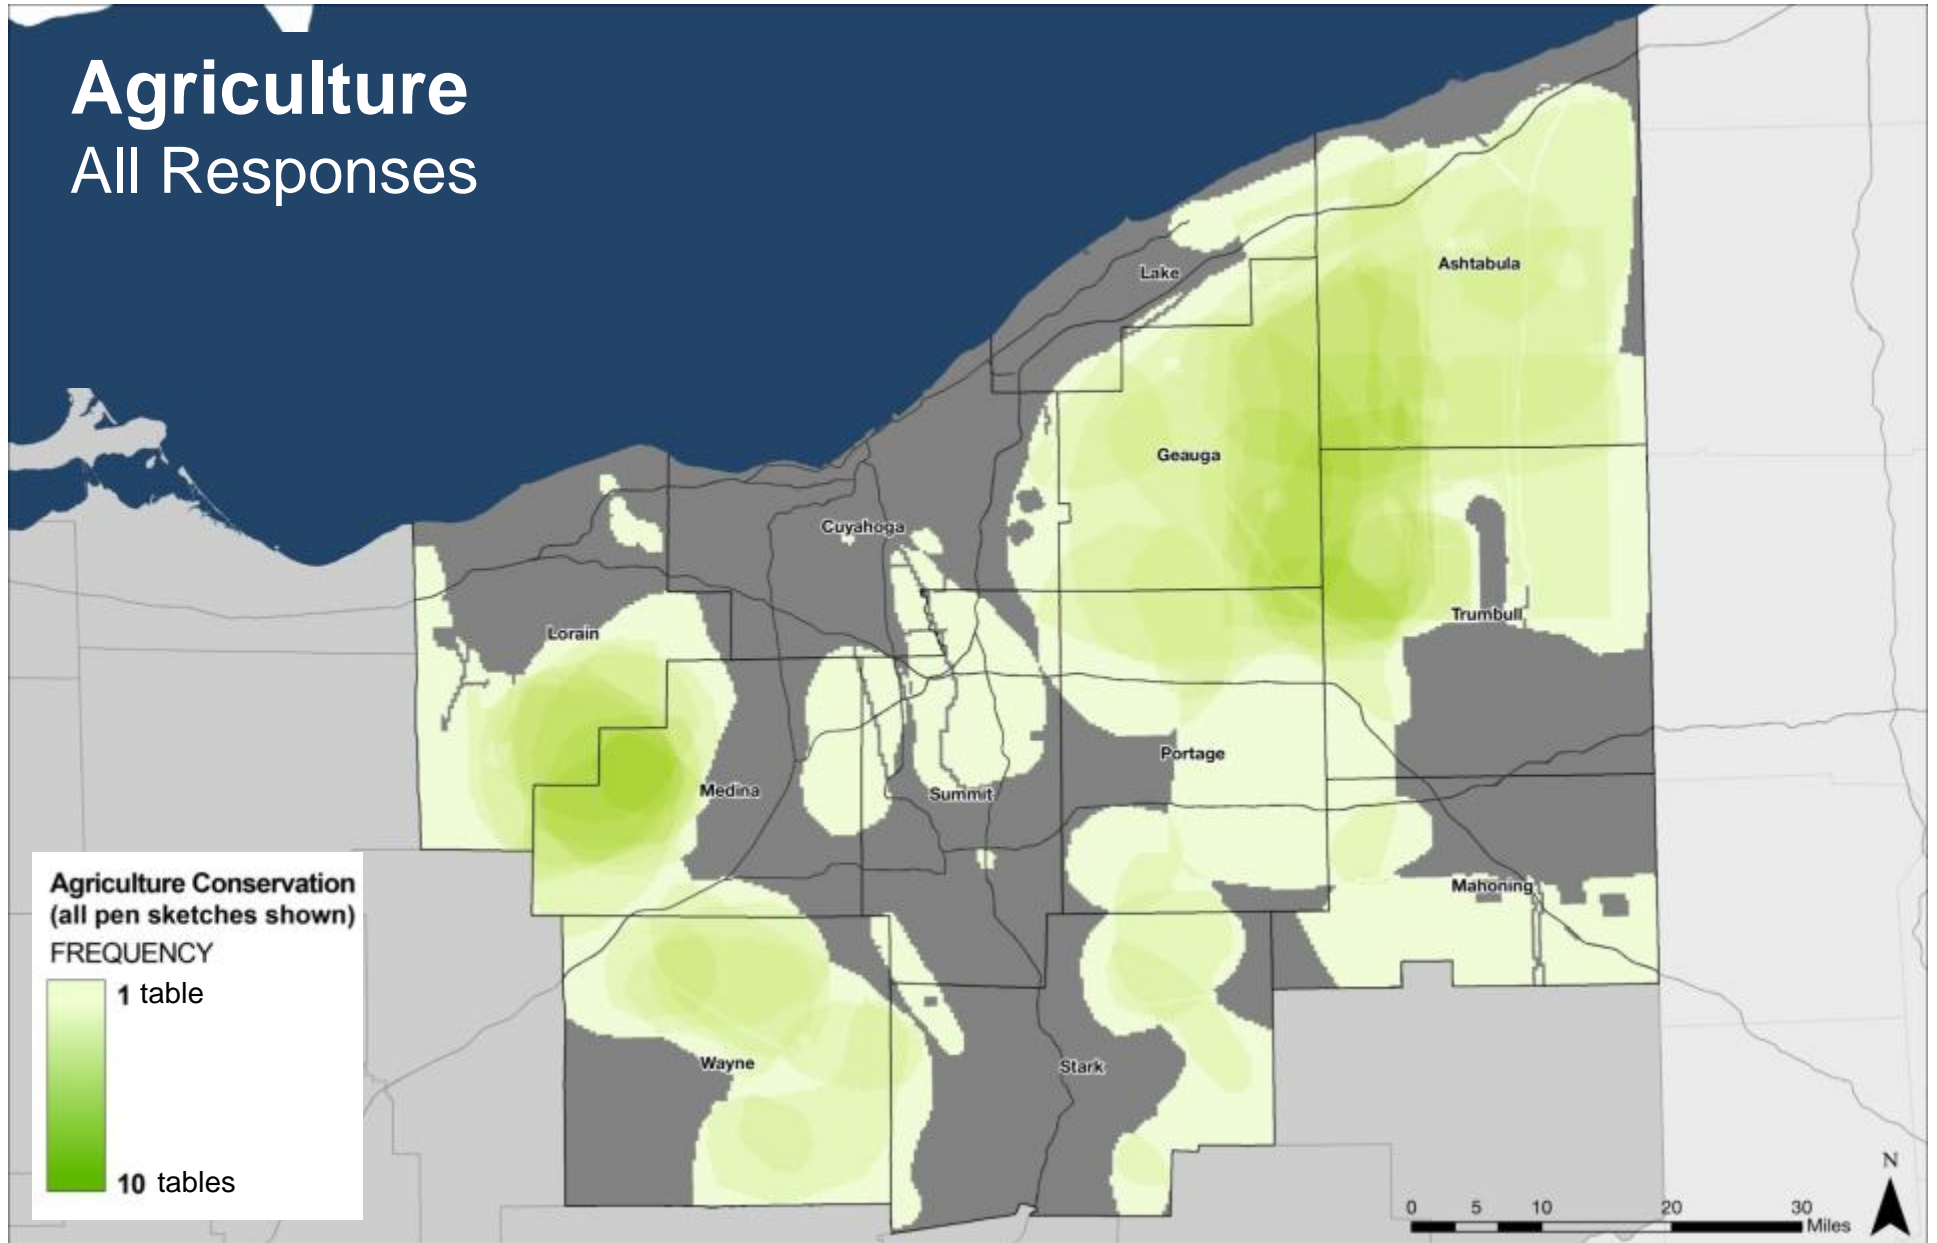 Agriculture
All Responses
Lake
Ashtabula
Geauga
Cuyahoga
Trumbull
Lorain
Portage
Medina
Summit
Mahoning
Wayne
Stark
Agriculture Conservation
(all pen sketches shown)
FREQUENCY
1 table
10 tables
N
0 5 10 20 30
Miles